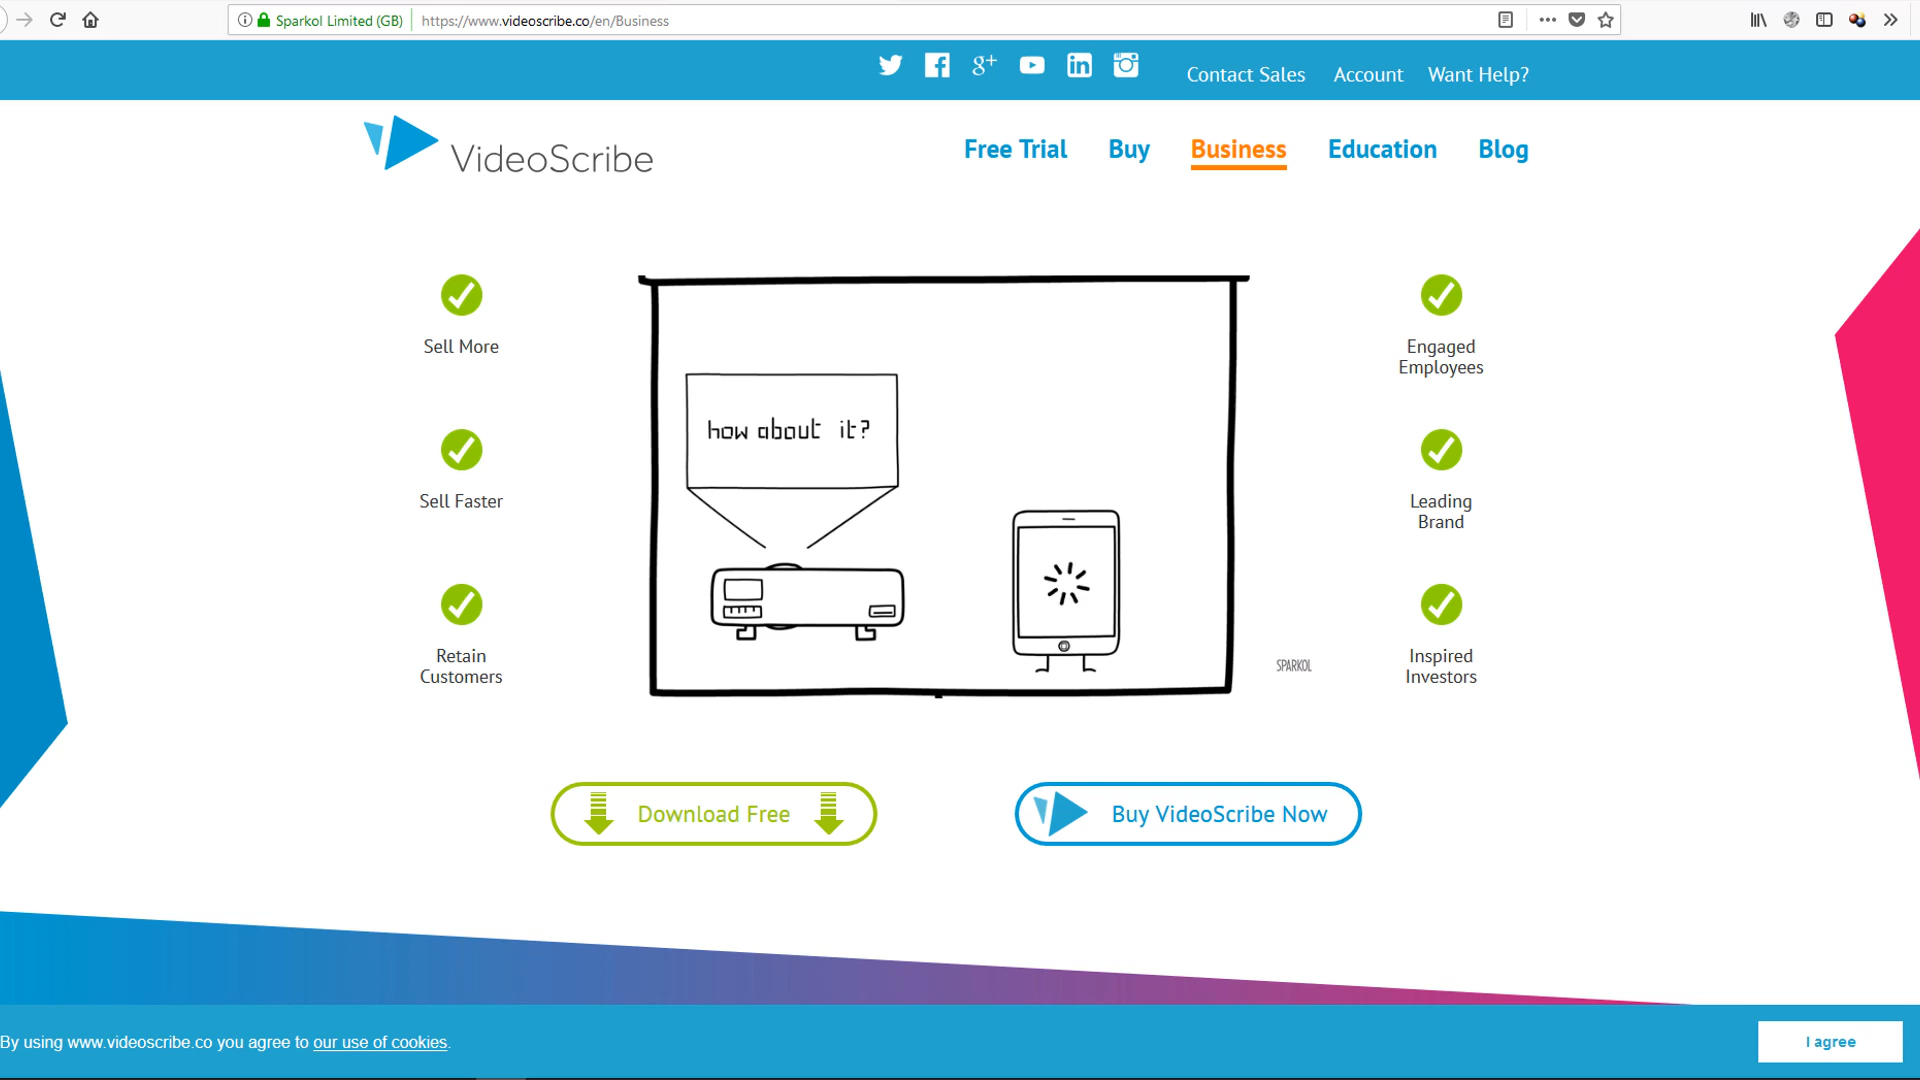 Sparkol Limited (GB) https://www.videoscribe.co/en/Business
g+ in Contact Sales Account Want Help?
VideoScribe Free Trial Buy Business Education Blog
Sell More
Sell Faster
Retain
Customers
how about it?
SPARKOL
Engaged
Employees
Leading
Brand
Inspired
Investors
Download Free Buy VideoScribe Now
By using www.videoscribe.co you agree to our use of cookies. I agree